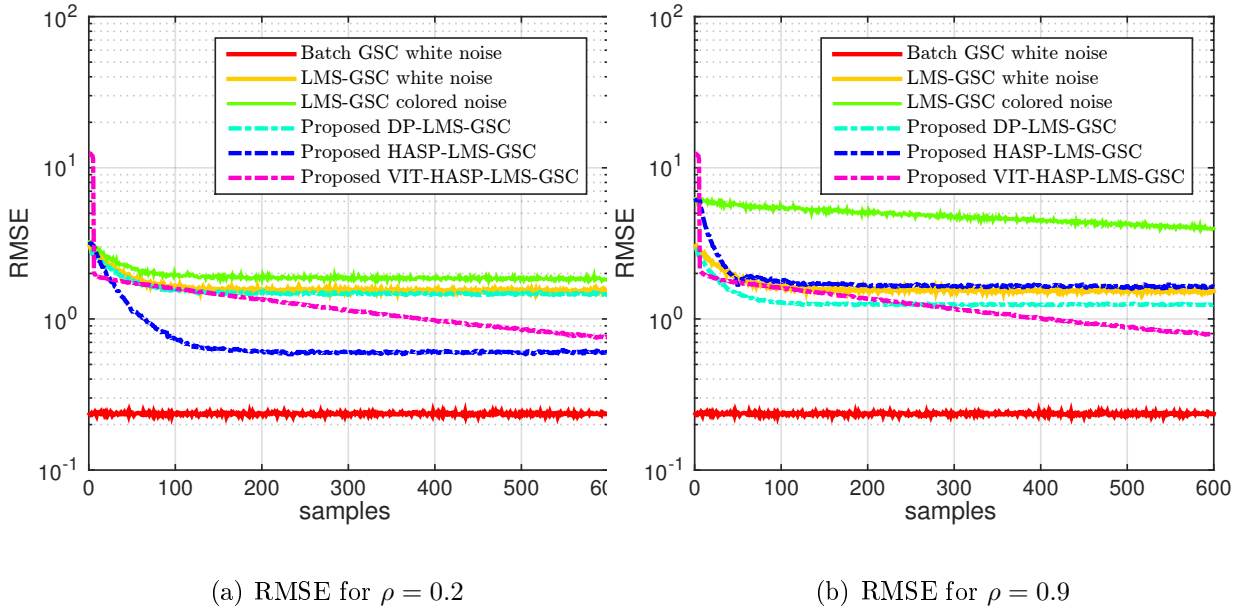 10^2
10^1
10^0
10^-1
RMSE
0
100
200
300
400
500
60
samples
Batch GSC white noise
LMS-GSC white noise
LMS-GSC colored noise
Proposed DP-LMS-GSC
Proposed HASP-LMS-GSC
Proposed VIT-HASP-LMS-GSC
(a) RMSE for ρ = 0.2
10^2
10^1
10^0
10^-1
RMSE
0
100
200
300
400
500
600
samples
Batch GSC white noise
LMS-GSC white noise
LMS-GSC colored noise
Proposed DP-LMS-GSC
Proposed HASP-LMS-GSC
Proposed VIT-HASP-LMS-GSC
(b) RMSE for ρ = 0.9